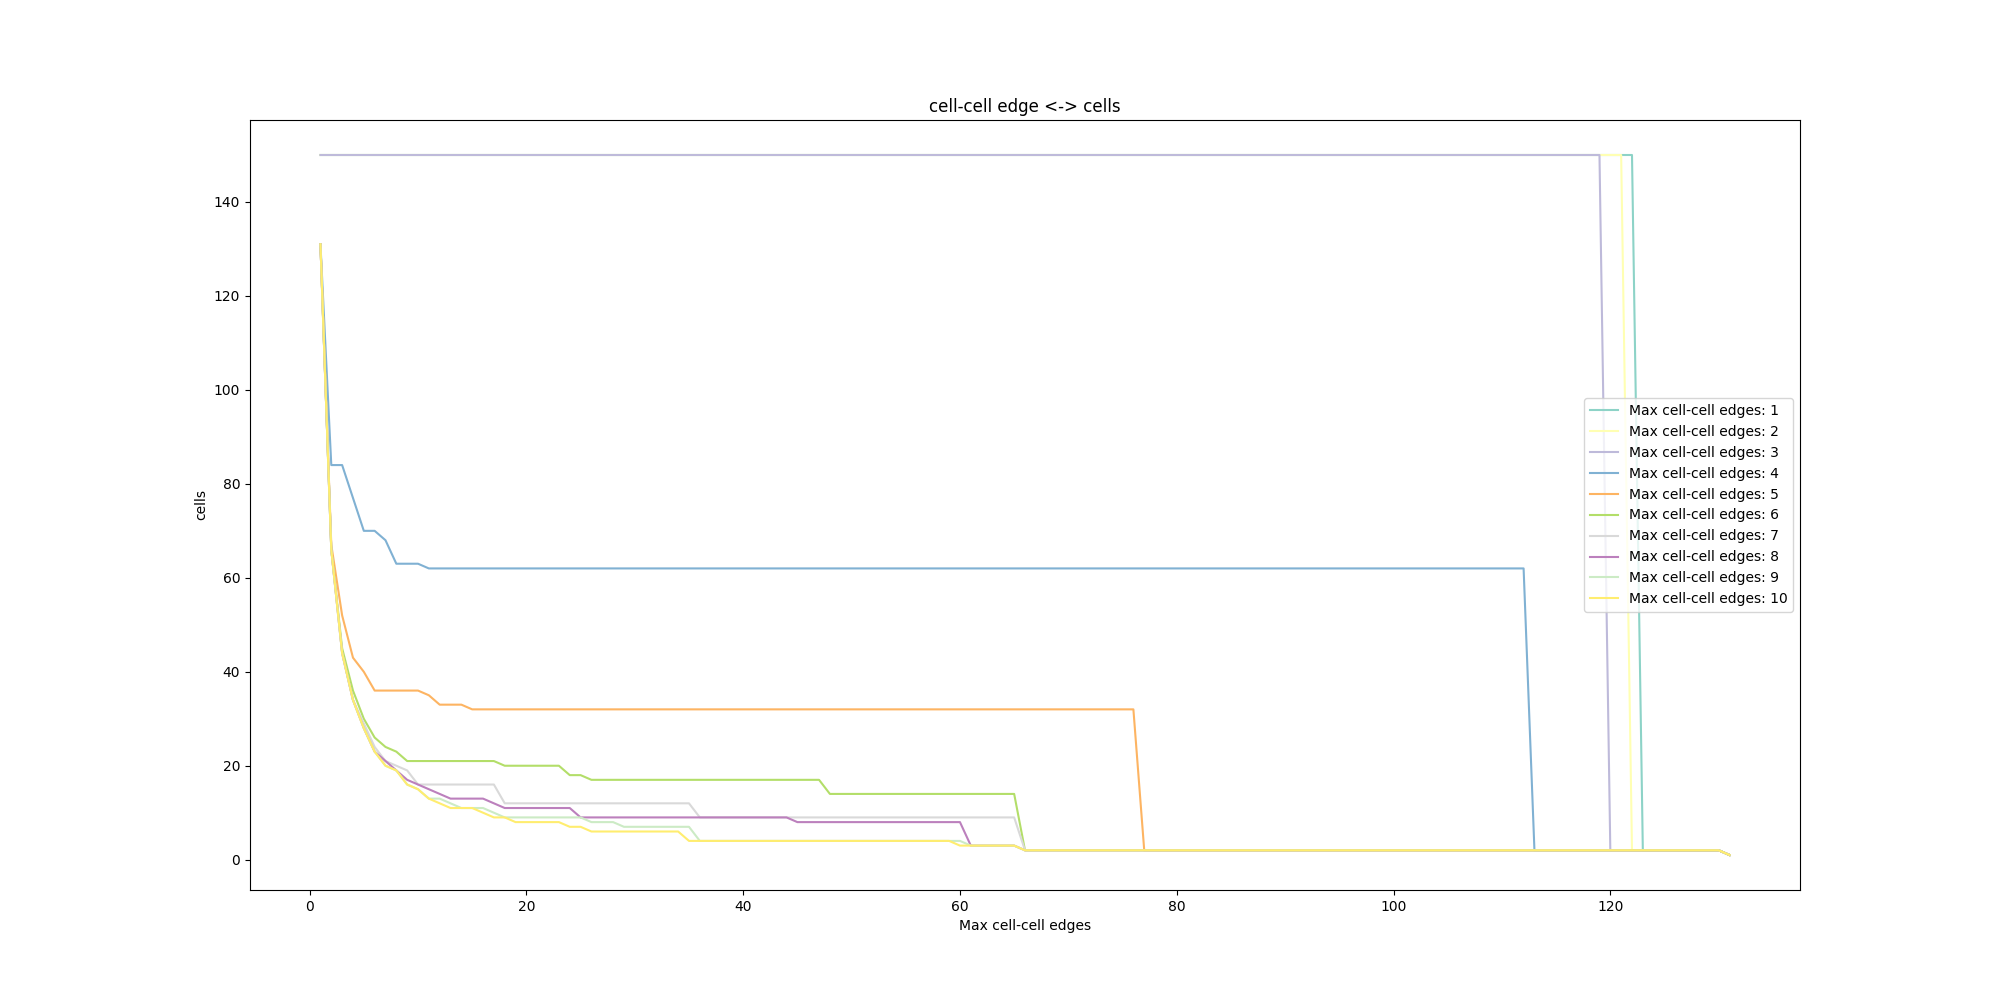 cell-cell edge <-> cells
cells
140
120
100
80
60
40
20
0
Max cell-cell edges: 1
Max cell-cell edges: 2
Max cell-cell edges: 3
Max cell-cell edges: 4
Max cell-cell edges: 5
Max cell-cell edges: 6
Max cell-cell edges: 7
Max cell-cell edges: 8
Max cell-cell edges: 9
Max cell-cell edges: 10
0 20 40 60 80 100 120
Max cell-cell edges